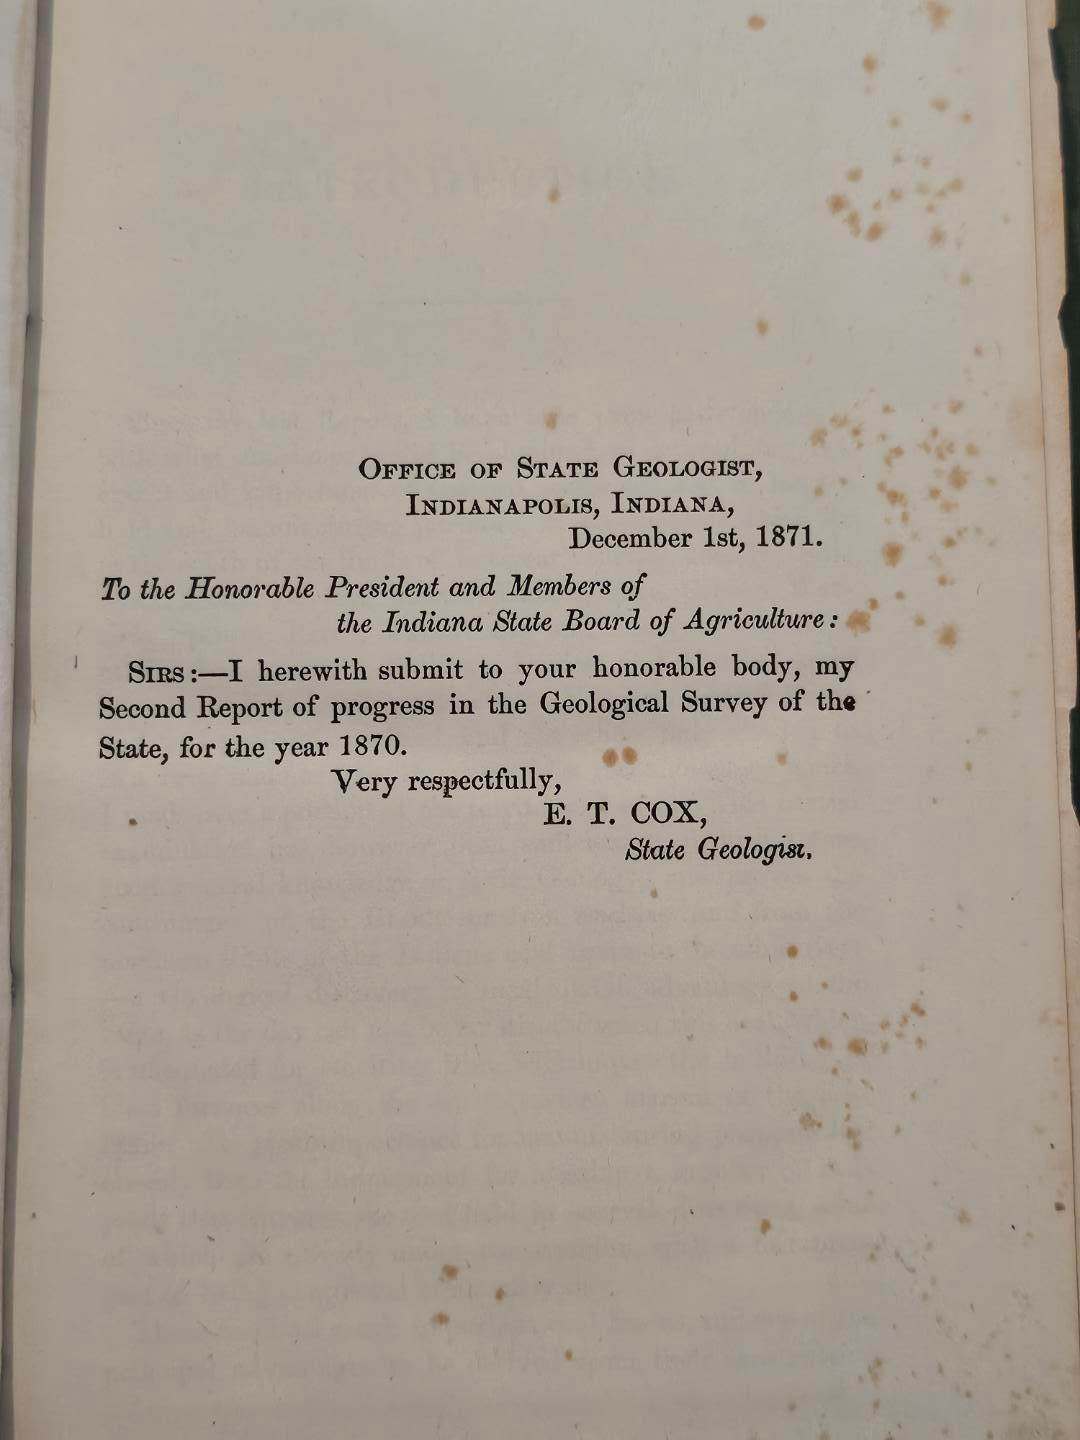 OFFICE OF STATE GEOLOGIST,
INDIANAPOLIS, INDIANA,
December 1st, 1871.
To the Honorable President and Members of
the Indiana State Board of Agriculture:
SIRS:—I herewith submit to your honorable body, my
Second Report of progress in the Geological Survey of the
State, for the year 1870.
Very respectfully,
E. T. COX,
State Geologist.